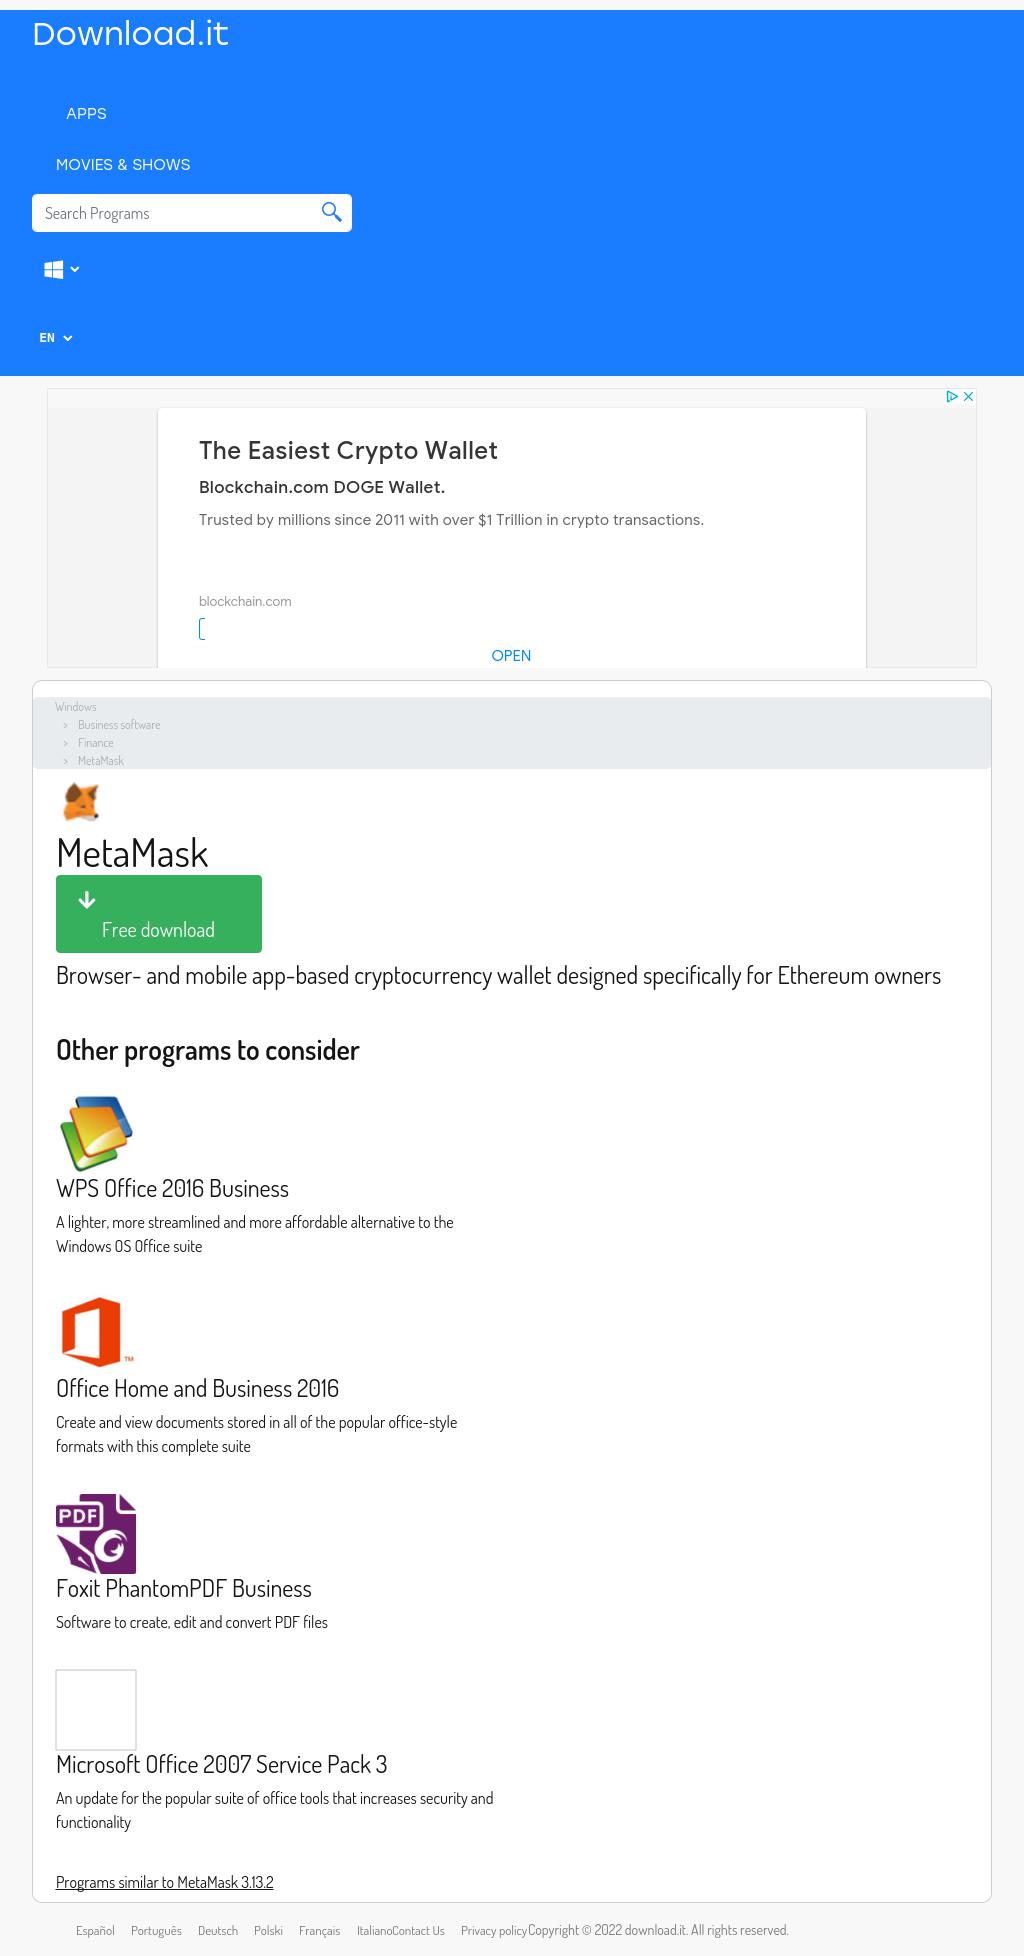 Download.it
APPS
MOVIES & SHOWS
Search Programs
EN
The Easiest Crypto Wallet
Blockchain.com DOGE Wallet.
Trusted by millions since 2011 with over $1 Trillion in crypto transactions.
blockchain.com
OPEN
Windows
> Business software
> Finance
> MetaMask
MetaMask
Free download
Browser- and mobile app-based cryptocurrency wallet designed specifically for Ethereum owners
Other programs to consider
WPS Office 2016 Business
A lighter, more streamlined and more affordable alternative to the
Windows OS Office suite
TM
Office Home and Business 2016
Create and view documents stored in all of the popular office-style
formats with this complete suite
PDF
Foxit PhantomPDF Business
Software to create, edit and convert PDF files
Microsoft Office 2007 Service Pack 3
An update for the popular suite of office tools that increases security and
functionality
Programs similar to MetaMask 3.13.2
Español Português Deutsch Polski Français ItalianoContact Us Privacy policyCopyright © 2022 download.it. All rights reserved.